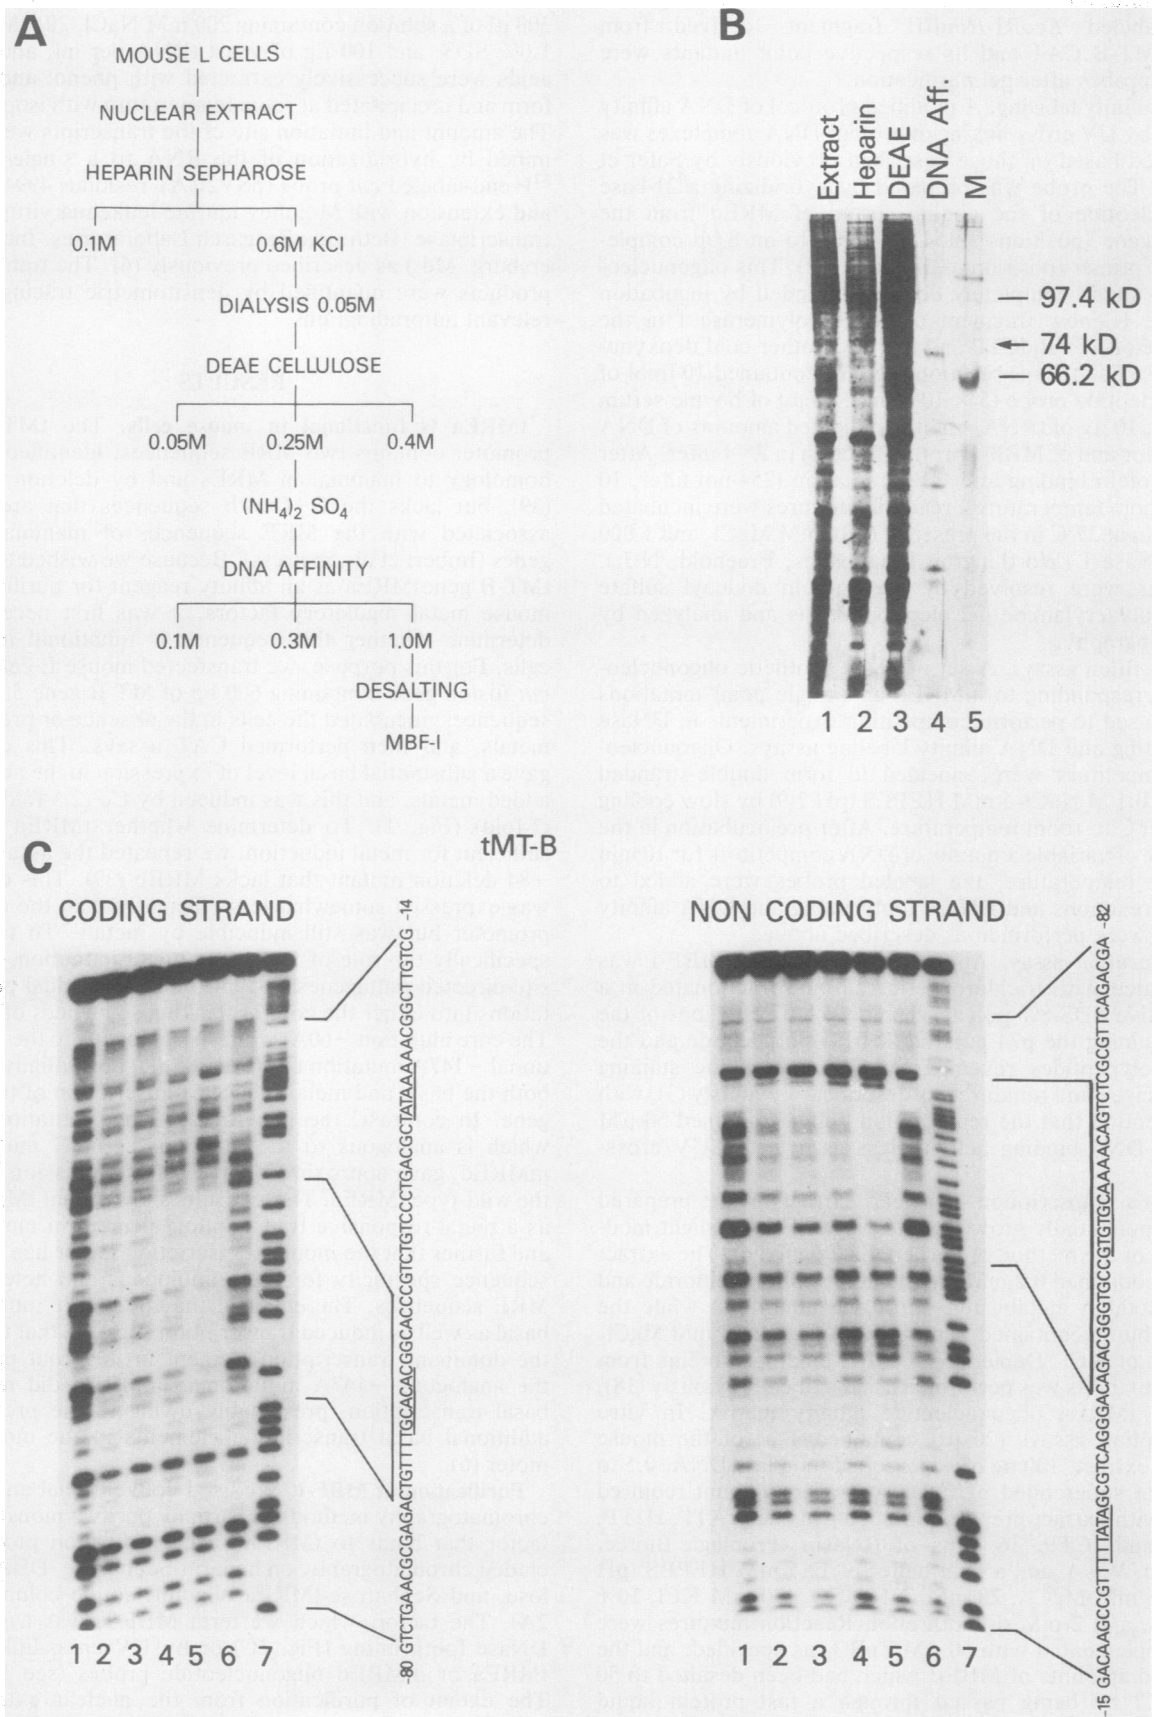 A
MOUSE L CELLS
NUCLEAR EXTRACT
HEPARIN SEPHAROSE
0.1M 0.6M KCl
DIALYSIS 0.05M
DEAE CELLULOSE
0.05M 0.25M 0.4M
(NH₄)₂ SO₄
DNA AFFINITY
0.1M 0.3M 1.0M
DESALTING
MBF-I
B
Extract
Heparin
DEAE
DNA Aff.
M
97.4 kD
74 kD
66.2 kD
1 2 3 4 5
C
tMT-B
CODING STRAND
1 2 3 4 5 6 7
-80 GTCTGAAGCGAGAACTGTTTTGCACACGGCACCCGTCTGTCCCTGACGCTATAAAAACGGCTTGTCG -14
NON CODING STRAND
1 2 3 4 5 6 7
-15 GACAAGCCGTTTTTATAGCGTCAGGGACAGACGGGTGCCGTGTGCAAAACAGTCTCGCGTTCAGACGA -82